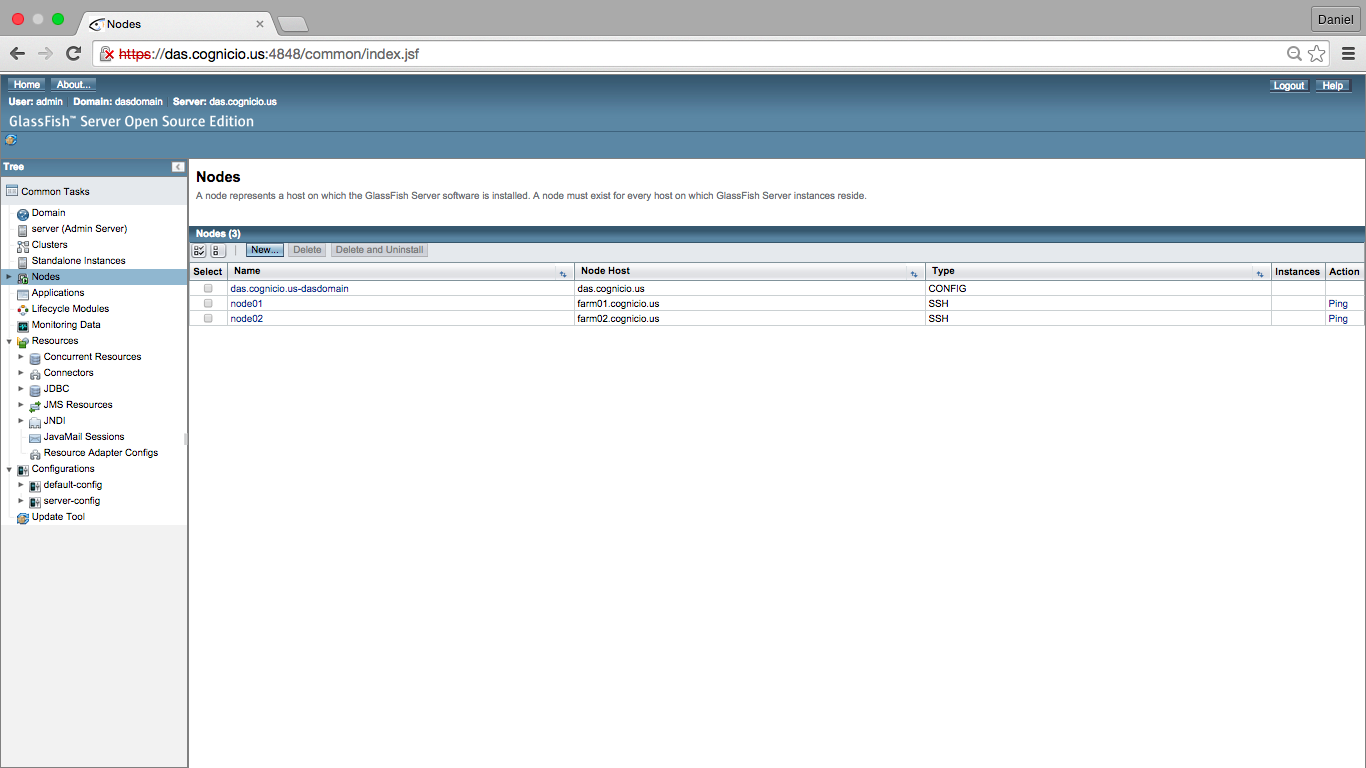 Nodes
Daniel
https://das.cognicio.us:4848/common/index.jsf
Home About...
Logout Help
User: admin Domain: dasdomain Server: das.cognicio.us
GlassFish™ Server Open Source Edition
Tree
Common Tasks
Domain
server (Admin Server)
Clusters
Standalone Instances
Nodes
Applications
Lifecycle Modules
Monitoring Data
Resources
Concurrent Resources
Connectors
JDBC
JMS Resources
JNDI
JavaMail Sessions
Resource Adapter Configs
Configurations
default-config
server-config
Update Tool
Nodes
A node represents a host on which the GlassFish Server software is installed. A node must exist for every host on which GlassFish Server instances reside.
Nodes (3)
New... Delete Delete and Uninstall
Select Name Node Host Type Instances Action
das.cognicio.us-dasdomain das.cognicio.us CONFIG
node01 farm01.cognicio.us SSH Ping
node02 farm02.cognicio.us SSH Ping